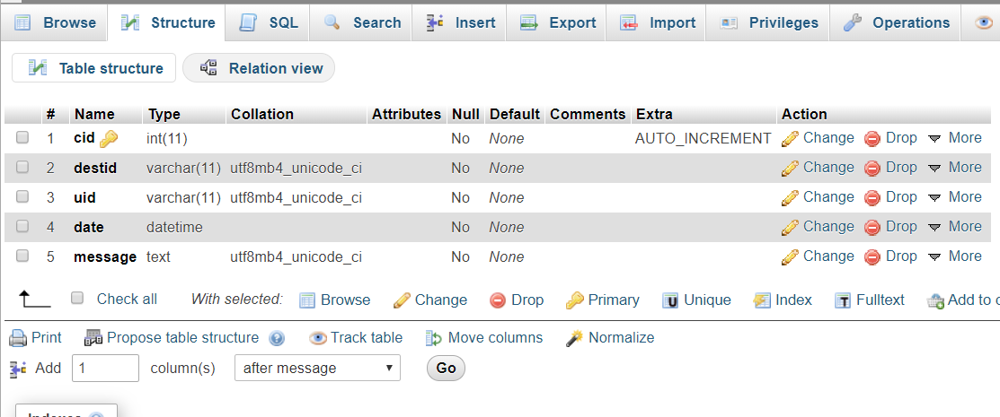 Browse Structure SQL Search Insert Export Import Privileges Operations
Table structure Relation view
# Name Type Collation Attributes Null Default Comments Extra Action
1 cid int(11) No None AUTO_INCREMENT Change Drop More
2 destid varchar(11) utf8mb4_unicode_ci No None Change Drop More
3 uid varchar(11) utf8mb4_unicode_ci No None Change Drop More
4 date datetime No None Change Drop More
5 message text utf8mb4_unicode_ci No None Change Drop More
Check all With selected: Browse Change Drop Primary U Unique Index T Fulltext Add to c
Print Propose table structure Track table Move columns Normalize
Add 1 column(s) after message Go
Indexes